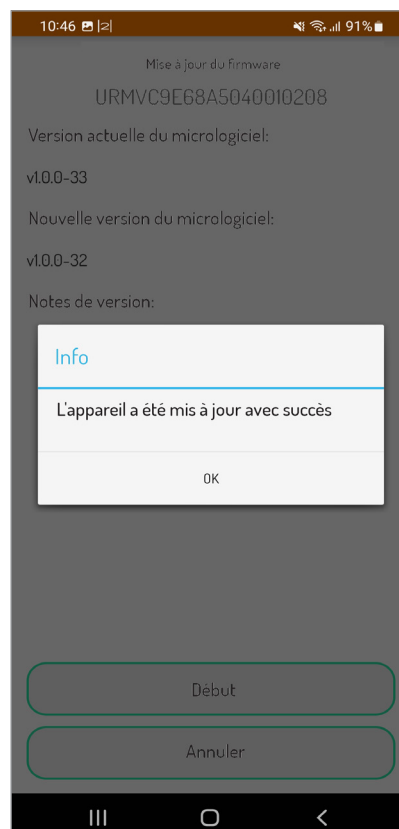 10:46 |2| 91%
Mise à jour du firmware
URMVC9E68A5040010208
Version actuelle du micrologiciel:
v1.0.0-33
Nouvelle version du micrologiciel:
v1.0.0-32
Notes de version:
Info
L'appareil a été mis à jour avec succès
OK
Début
Annuler